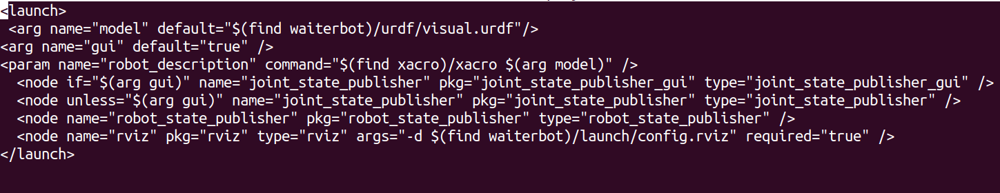 <launch>
 <arg name="model" default="$(find waiterbot)/urdf/visual.urdf"/>
<arg name="gui" default="true" />
<param name="robot_description" command="$(find xacro)/xacro $(arg model)" />
  <node if="$(arg gui)" name="joint_state_publisher" pkg="joint_state_publisher_gui" type="joint_state_publisher_gui" />
  <node unless="$(arg gui)" name="joint_state_publisher" pkg="joint_state_publisher" type="joint_state_publisher" />
  <node name="robot_state_publisher" pkg="robot_state_publisher" type="robot_state_publisher" />
  <node name="rviz" pkg="rviz" type="rviz" args="-d $(find waiterbot)/launch/config.rviz" required="true" />
</launch>